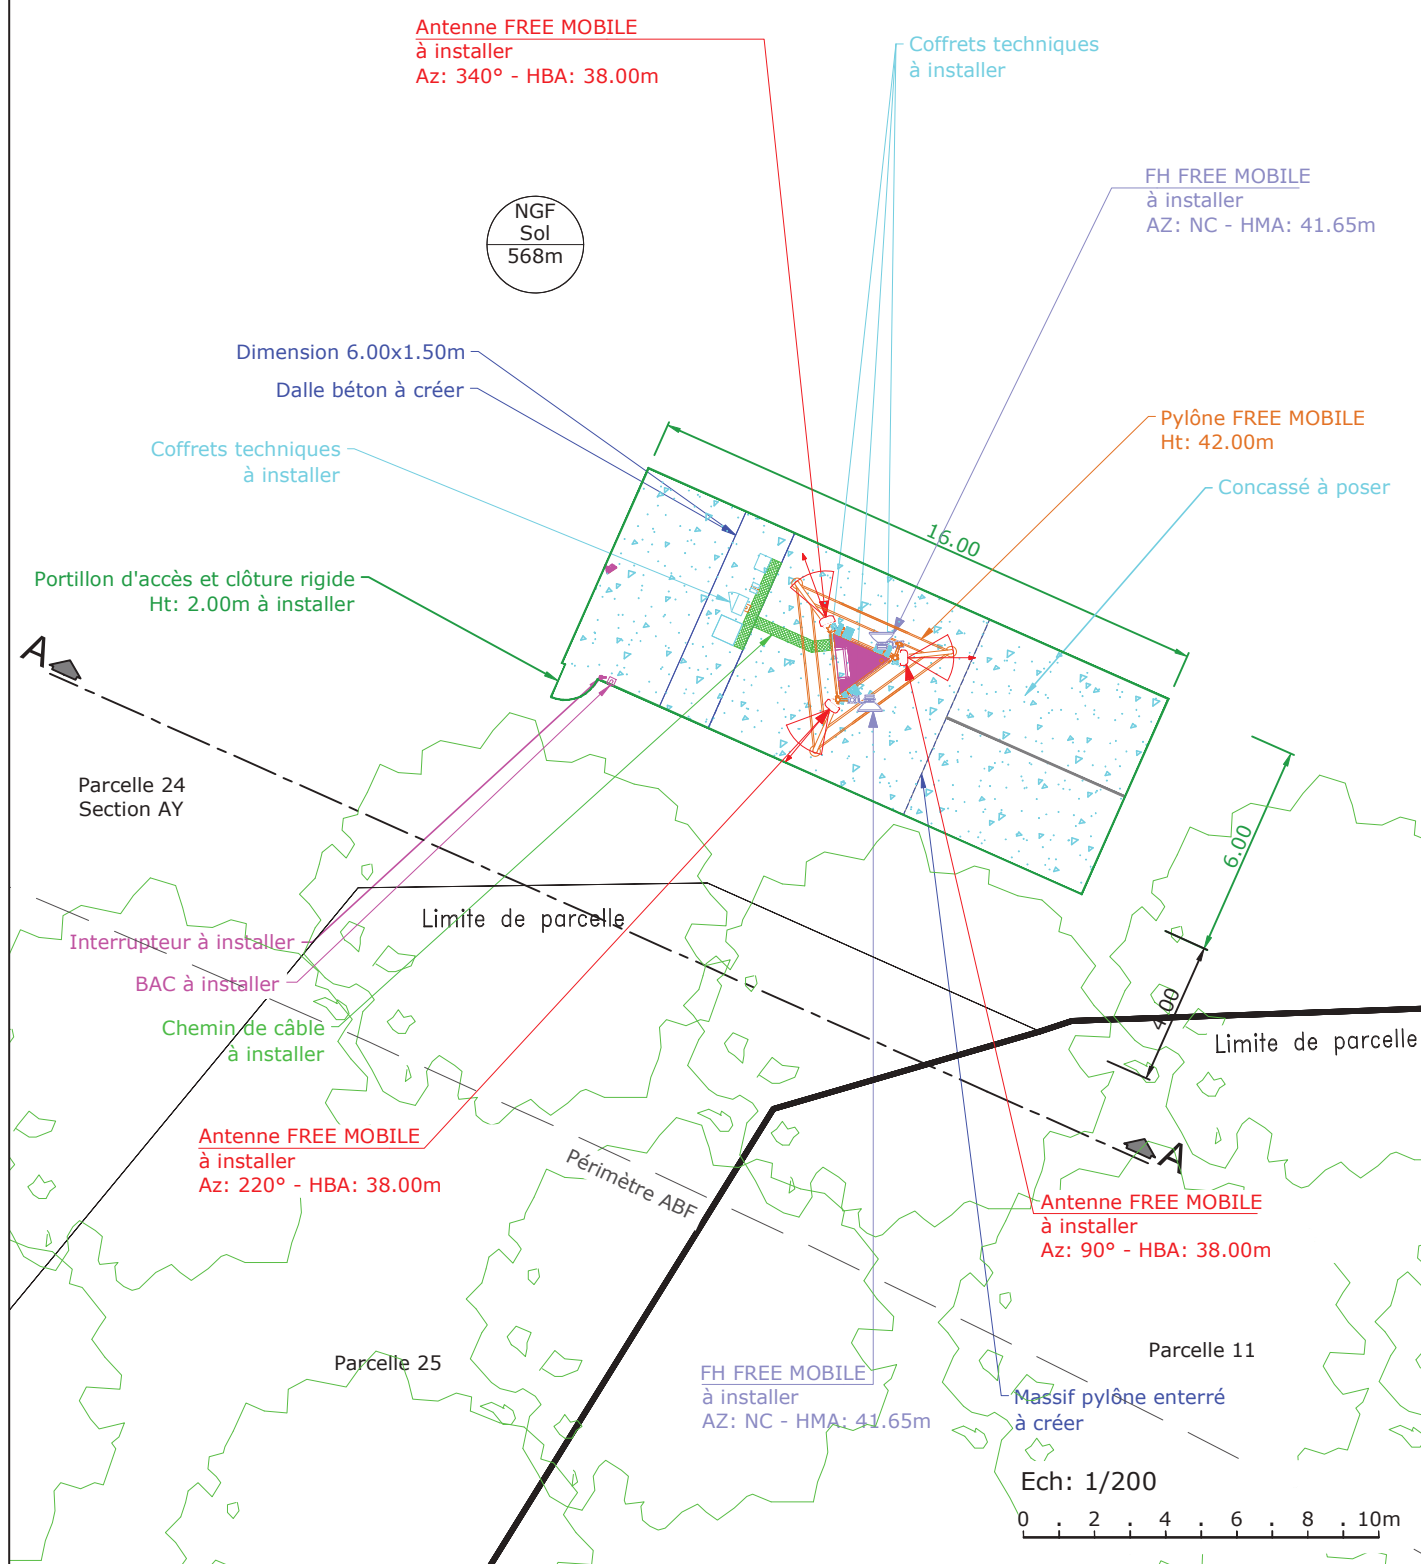 Antenne FREE MOBILE
à installer
Az: 340° - HBA: 38.00m
Coffrets techniques
à installer
FH FREE MOBILE
à installer
AZ: NC - HMA: 41.65m
NGF
Sol
568m
Dimension 6.00x1.50m
Dalle béton à créer
Coffrets techniques
à installer
Pylône FREE MOBILE
Ht: 42.00m
Concassé à poser
16.00
Portillon d'accès et clôture rigide
Ht: 2.00m à installer
A
Parcelle 24
Section AY
6.00
Limite de parcelle
Interrupteur à installer
BAC à installer
Chemin de câble
à installer
4.00
Limite de parcelle
Antenne FREE MOBILE
à installer
Az: 220° - HBA: 38.00m
Périmètre ABF
A
Antenne FREE MOBILE
à installer
Az: 90° - HBA: 38.00m
Parcelle 25
Parcelle 11
FH FREE MOBILE
à installer
AZ: NC - HMA: 41.65m
Massif pylône enterré
à créer
Ech: 1/200
0 . 2 . 4 . 6 . 8 . 10m